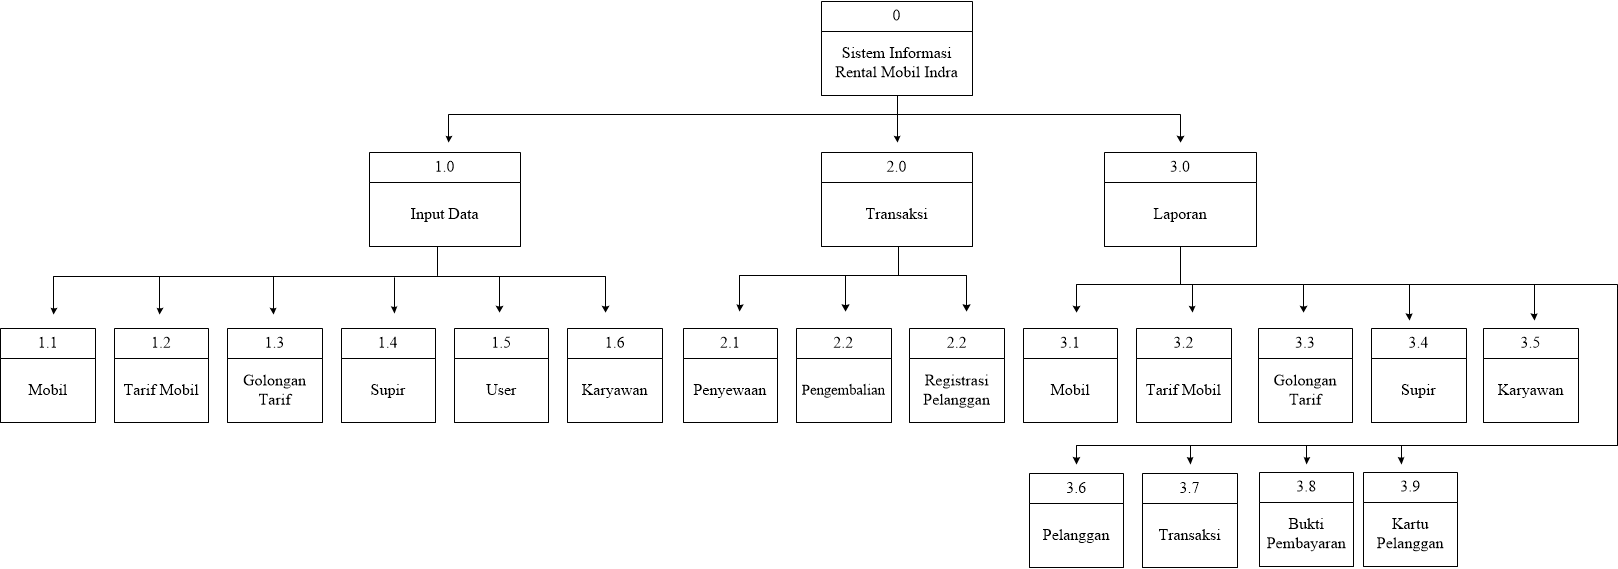 0
Sistem Informasi
Rental Mobil Indra
1.0
Input Data
2.0
Transaksi
3.0
Laporan
1.1
Mobil
1.2
Tarif Mobil
1.3
Golongan
Tarif
1.4
Supir
1.5
User
1.6
Karyawan
2.1
Penyewaan
2.2
Pengembalian
2.2
Registrasi
Pelanggan
3.1
Mobil
3.2
Tarif Mobil
3.3
Golongan
Tarif
3.4
Supir
3.5
Karyawan
3.6
Pelanggan
3.7
Transaksi
3.8
Bukti
Pembayaran
3.9
Kartu
Pelanggan